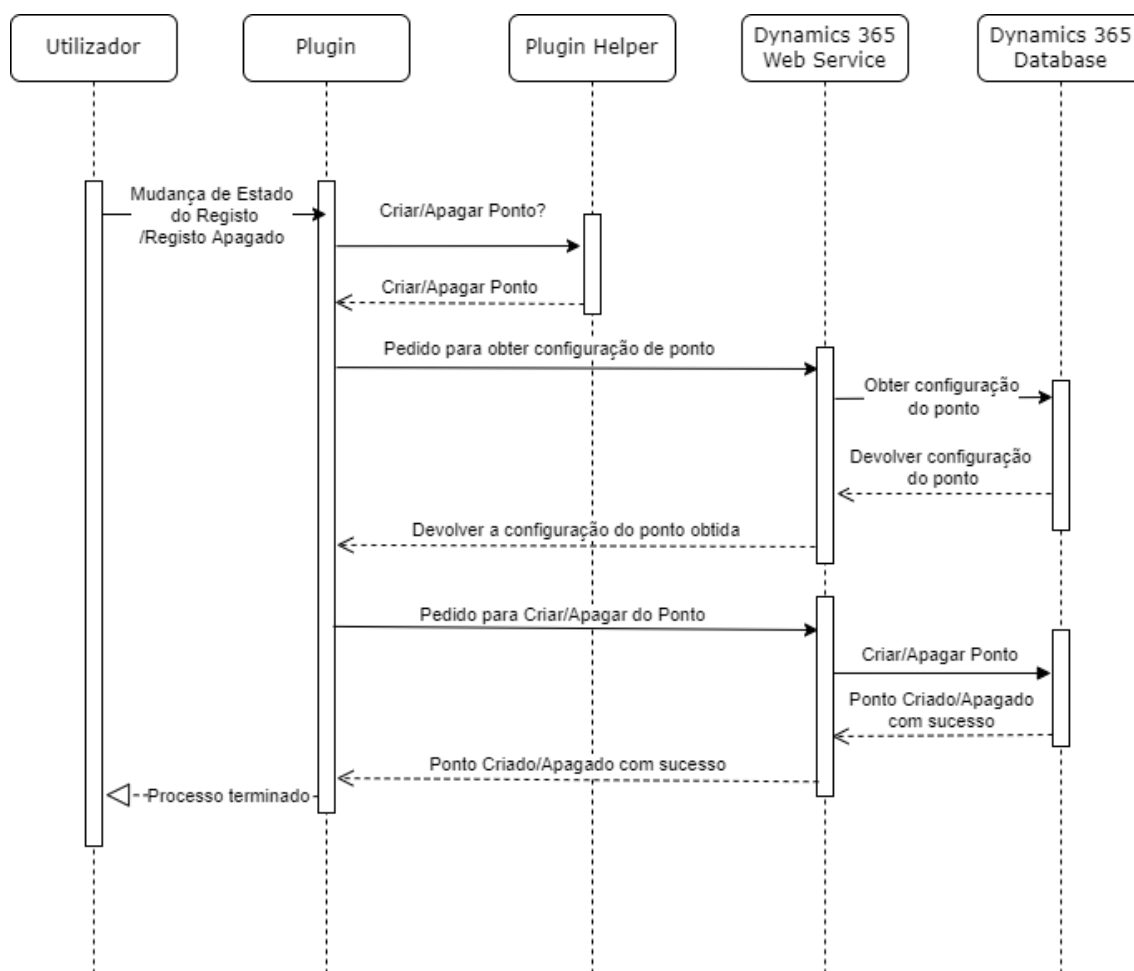 Utilizador
Plugin
Plugin Helper
Dynamics 365
Web Service
Dynamics 365
Database
Mudança de Estado
do Registo
/Registo Apagado
Criar/Apagar Ponto?
Criar/Apagar Ponto
Pedido para obter configuração de ponto
Obter configuração
do ponto
Devolver configuração
do ponto
Devolver a configuração do ponto obtida
Pedido para Criar/Apagar do Ponto
Criar/Apagar Ponto
Ponto Criado/Apagado
com sucesso
Ponto Criado/Apagado com sucesso
Processo terminado